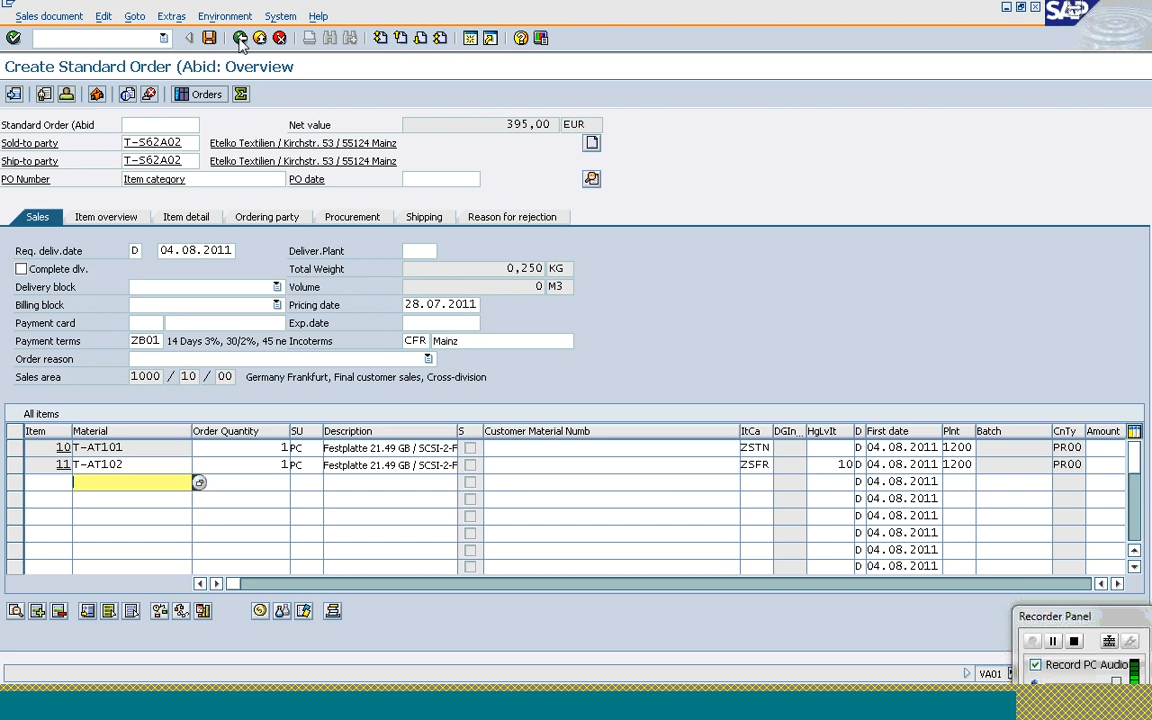 Sales document Edit Goto Extras Environment System Help
SAP
Create Standard Order (Abid: Overview
Orders
Standard Order (Abid Net value 395,00 EUR
Sold-to party T-S62A02 Etelko Textilien / Kirchstr. 53 / 55124 Mainz
Ship-to party T-S62A02 Etelko Textilien / Kirchstr. 53 / 55124 Mainz
PO Number Item category PO date
Sales Item overview Item detail Ordering party Procurement Shipping Reason for rejection
Req. deliv.date D 04.08.2011 Deliver.Plant
Complete dlv. Total Weight 0,250 KG
Delivery block Volume 0 M3
Billing block Pricing date 28.07.2011
Payment card Exp.date
Payment terms ZB01 14 Days 3%, 30/2%, 45 ne Incoterms CFR Mainz
Order reason
Sales area 1000 / 10 / 00 Germany Frankfurt, Final customer sales, Cross-division
All items
Item Material Order Quantity SU Description S Customer Material Numb ItCa DGIn... HgLvIt D First date Plnt Batch CnTy Amount
10 T-AT101 1 PC Festplatte 21.49 GB / SCSI-2-F ZSTN D 04.08.2011 1200 PR00
11 T-AT102 1 PC Festplatte 21.49 GB / SCSI-2-F ZSFR 10 D 04.08.2011 1200 PR00
D 04.08.2011
D 04.08.2011
D 04.08.2011
D 04.08.2011
D 04.08.2011
D 04.08.2011
Recorder Panel
Record PC Audio
VA01